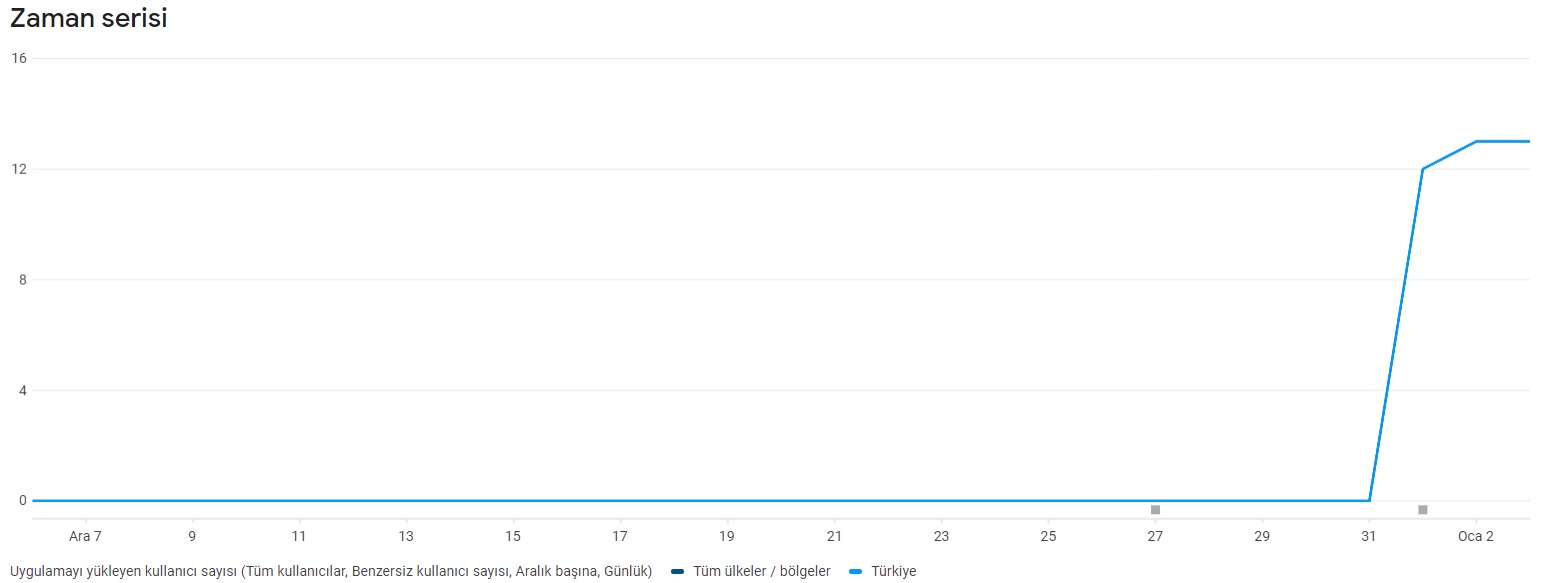 Zaman serisi
16
12
8
4
0
Ara 7 9 11 13 15 17 19 21 23 25 27 29 31 Oca 2
Uygulamayı yükleyen kullanıcı sayısı (Tüm kullanıcılar, Benzersiz kullanıcı sayısı, Aralık başına, Günlük) Tüm ülkeler / bölgeler Türkiye